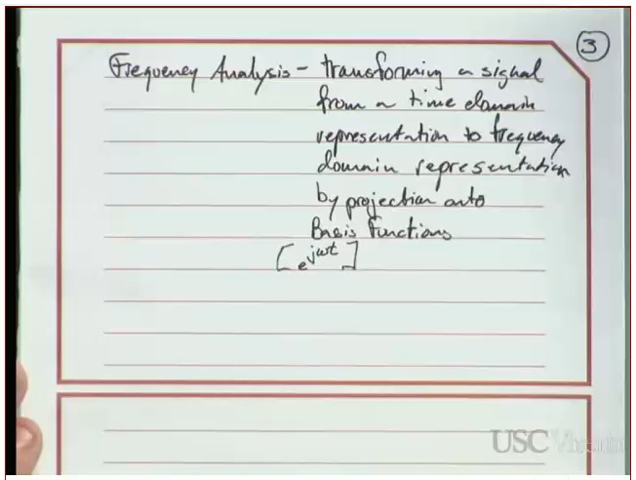 3
Frequency Analysis - transforming a signal
from a time domain
representation to frequency
domain representation
by projection onto
Basis Functions
[e^jωt]
USC